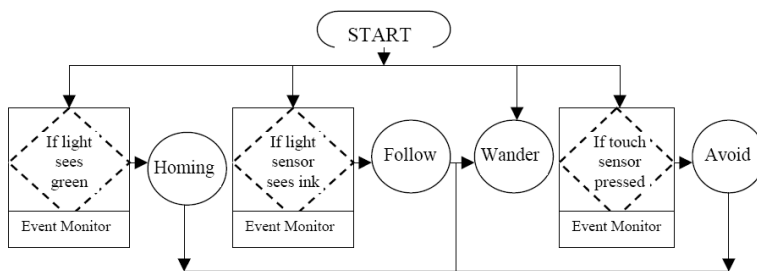 START
If light
sees
green
Event Monitor
Homing
If light
sensor
sees ink
Event Monitor
Follow
Wander
If touch
sensor
pressed
Event Monitor
Avoid